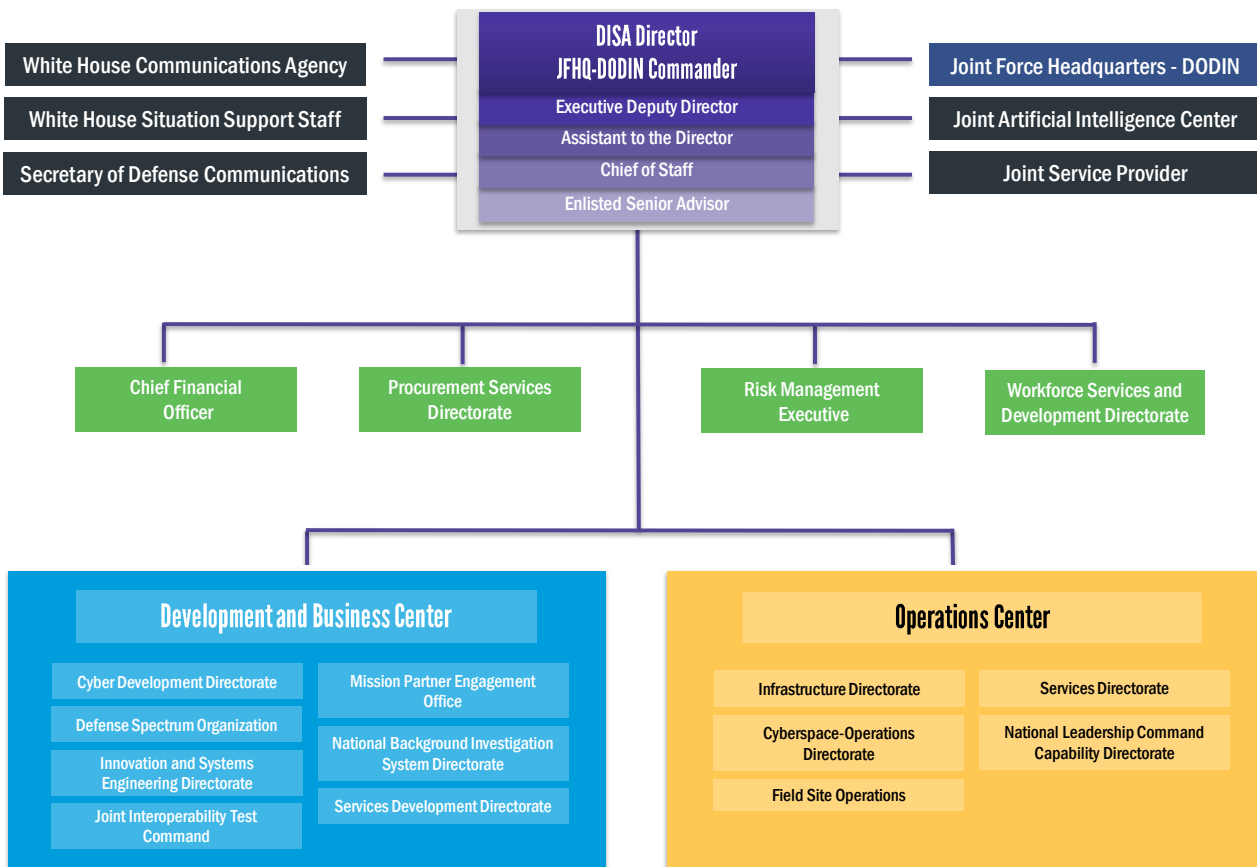 DISA Director
JFHQ-DODIN Commander
Executive Deputy Director
Assistant to the Director
Chief of Staff
Enlisted Senior Advisor
White House Communications Agency
White House Situation Support Staff
Secretary of Defense Communications
Joint Force Headquarters - DODIN
Joint Artificial Intelligence Center
Joint Service Provider
Chief Financial
Officer
Procurement Services
Directorate
Risk Management
Executive
Workforce Services and
Development Directorate
Development and Business Center
Cyber Development Directorate
Defense Spectrum Organization
Innovation and Systems
Engineering Directorate
Joint Interoperability Test
Command
Mission Partner Engagement
Office
National Background Investigation
System Directorate
Services Development Directorate
Operations Center
Infrastructure Directorate
Cyberspace-Operations
Directorate
Field Site Operations
Services Directorate
National Leadership Command
Capability Directorate